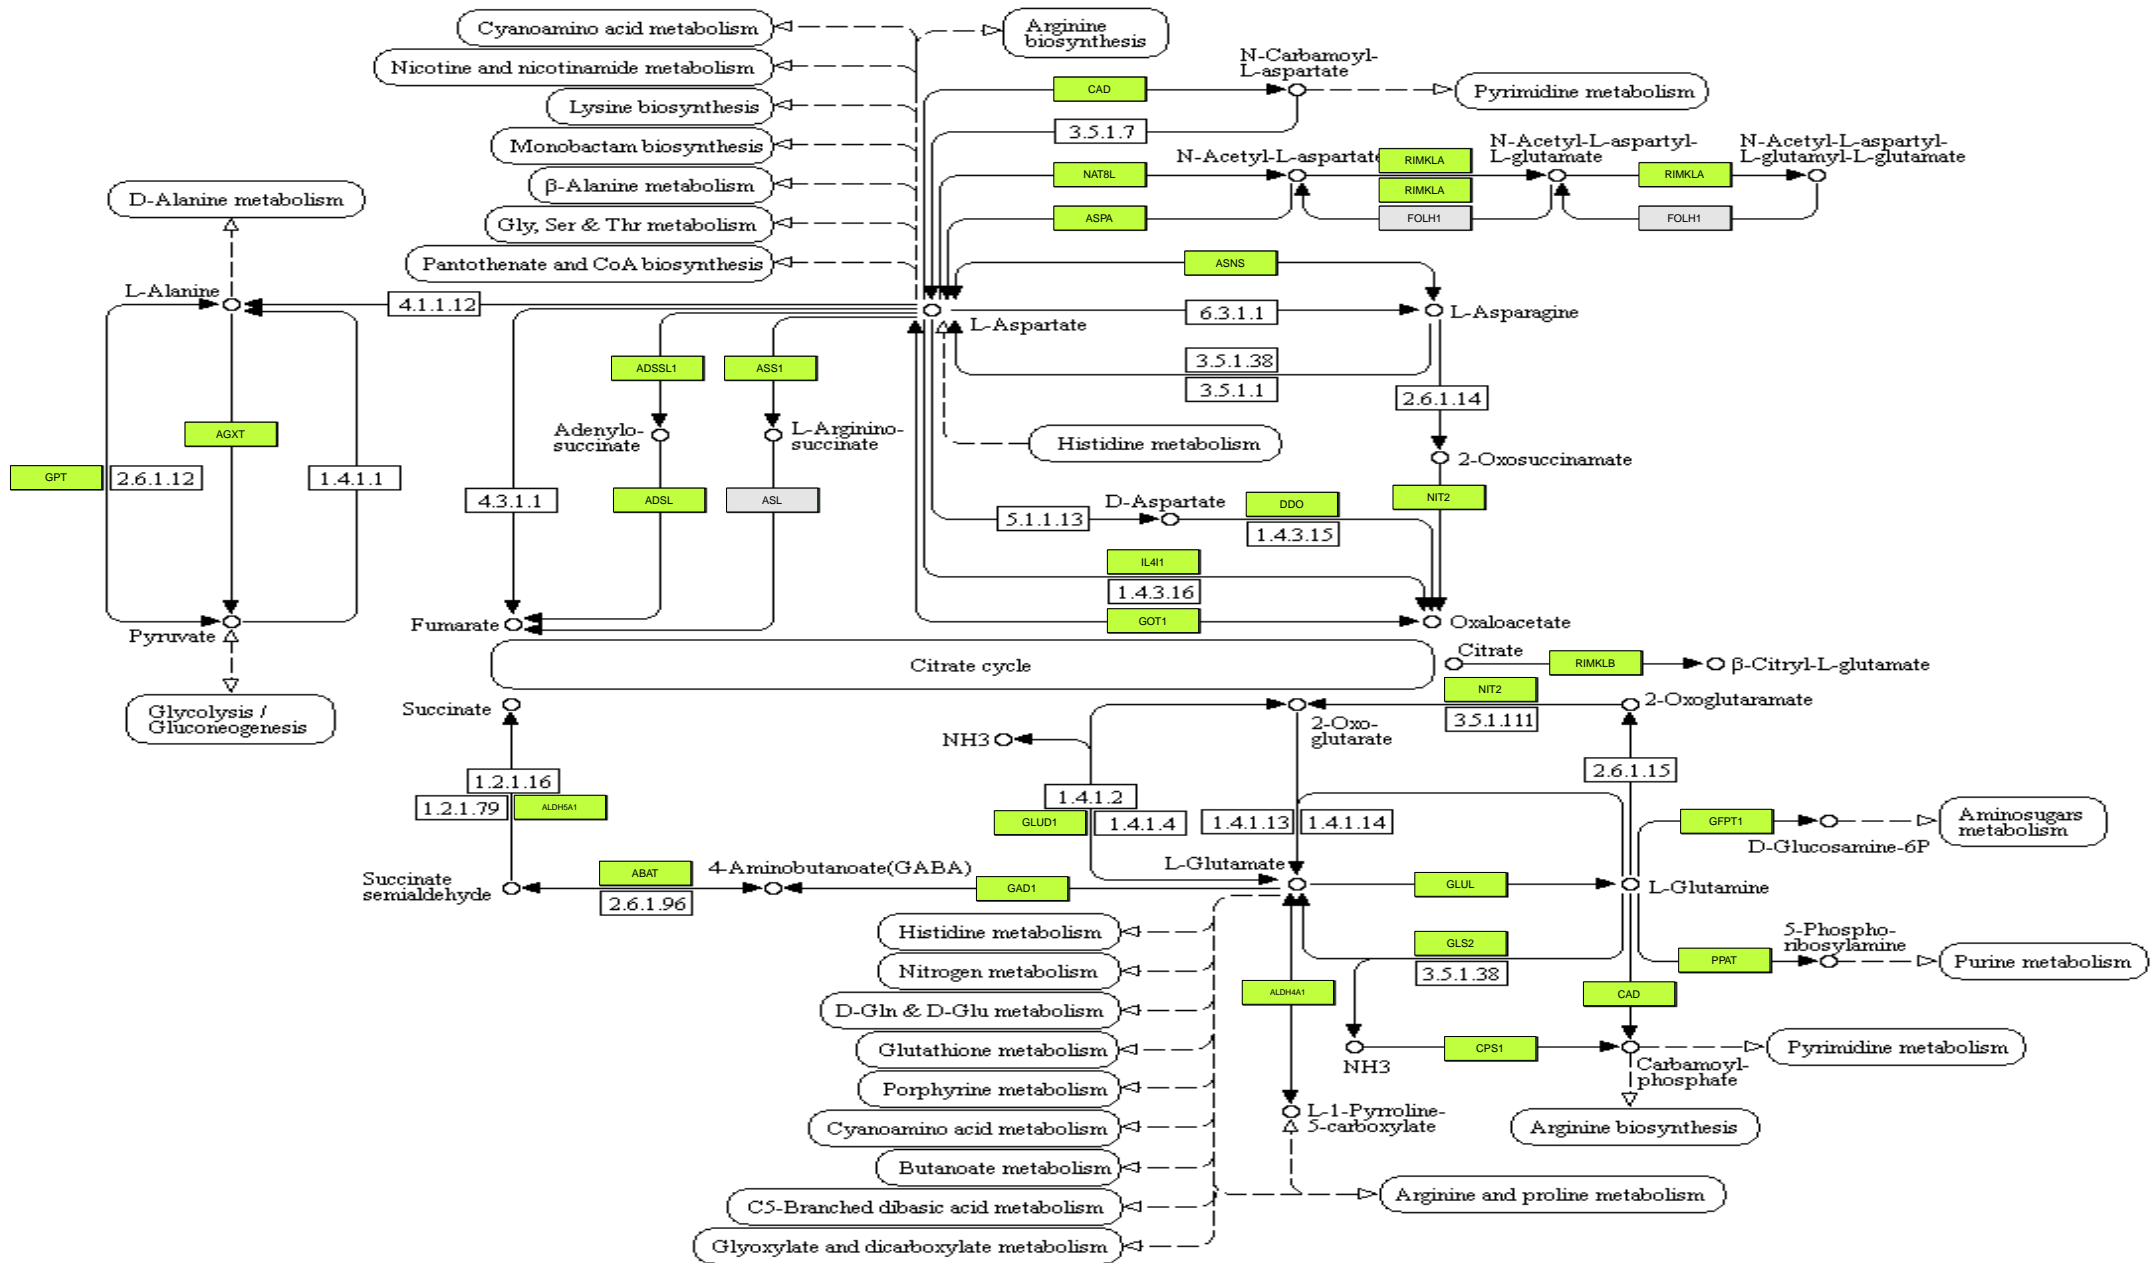 Cyanoamino acid metabolism
Arginine
biosynthesis
Nicotine and nicotinamide metabolism
N-Carbamoyl-
L-aspartate
CAD
Pyrimidine metabolism
Lysine biosynthesis
3.5.1.7
Monobactam biosynthesis
N-Acetyl-L-aspartate
RIMKLA
N-Acetyl-L-aspartyl-
L-glutamate
N-Acetyl-L-aspartyl-
L-glutamyl-L-glutamate
β-Alanine metabolism
NAT8L
RIMKLA
RIMKLA
D-Alanine metabolism
Gly, Ser & Thr metabolism
ASPA
FOLH1
FOLH1
Pantothenate and CoA biosynthesis
ASNS
L-Alanine
4.1.1.12
6.3.1.1
L-Asparagine
L-Aspartate
3.5.1.38
3.5.1.1
ADSSL1
ASS1
2.6.1.14
AGXT
Adenylo-
succinate
L-Arginino-
succinate
Histidine metabolism
2-Oxosuccinamate
GPT
2.6.1.12
1.4.1.1
4.3.1.1
ADSL
ASL
D-Aspartate
DDO
NIT2
5.1.1.13
1.4.3.15
IL4I1
1.4.3.16
Pyruvate
Fumarate
GOT1
Oxaloacetate
Citrate cycle
Citrate
RIMKLB
β-Citryl-L-glutamate
NIT2
Glycolysis /
Gluconeogenesis
Succinate
2-Oxo-
glutarate
3.5.1.111
2-Oxoglutaramate
NH3
1.2.1.16
1.2.1.79
ALDH5A1
1.4.1.2
GLUD1
1.4.1.4
1.4.1.13
1.4.1.14
2.6.1.15
GFPT1
Aminosugars
metabolism
D-Glucosamine-6P
Succinate
semialdehyde
ABAT
2.6.1.96
4-Aminobutanoate(GABA)
GAD1
L-Glutamate
GLUL
L-Glutamine
Histidine metabolism
GLS2
3.5.1.38
5-Phospho-
ribosylamine
PPAT
Purine metabolism
Nitrogen metabolism
ALDH4A1
CAD
D-Gln & D-Glu metabolism
Glutathione metabolism
NH3
CPS1
Carbamoyl-
phosphate
Pyrimidine metabolism
Porphyrine metabolism
L-1-Pyrroline-
5-carboxylate
Cyanoamino acid metabolism
Arginine biosynthesis
Butanoate metabolism
C5-Branched dibasic acid metabolism
Arginine and proline metabolism
Glyoxylate and dicarboxylate metabolism